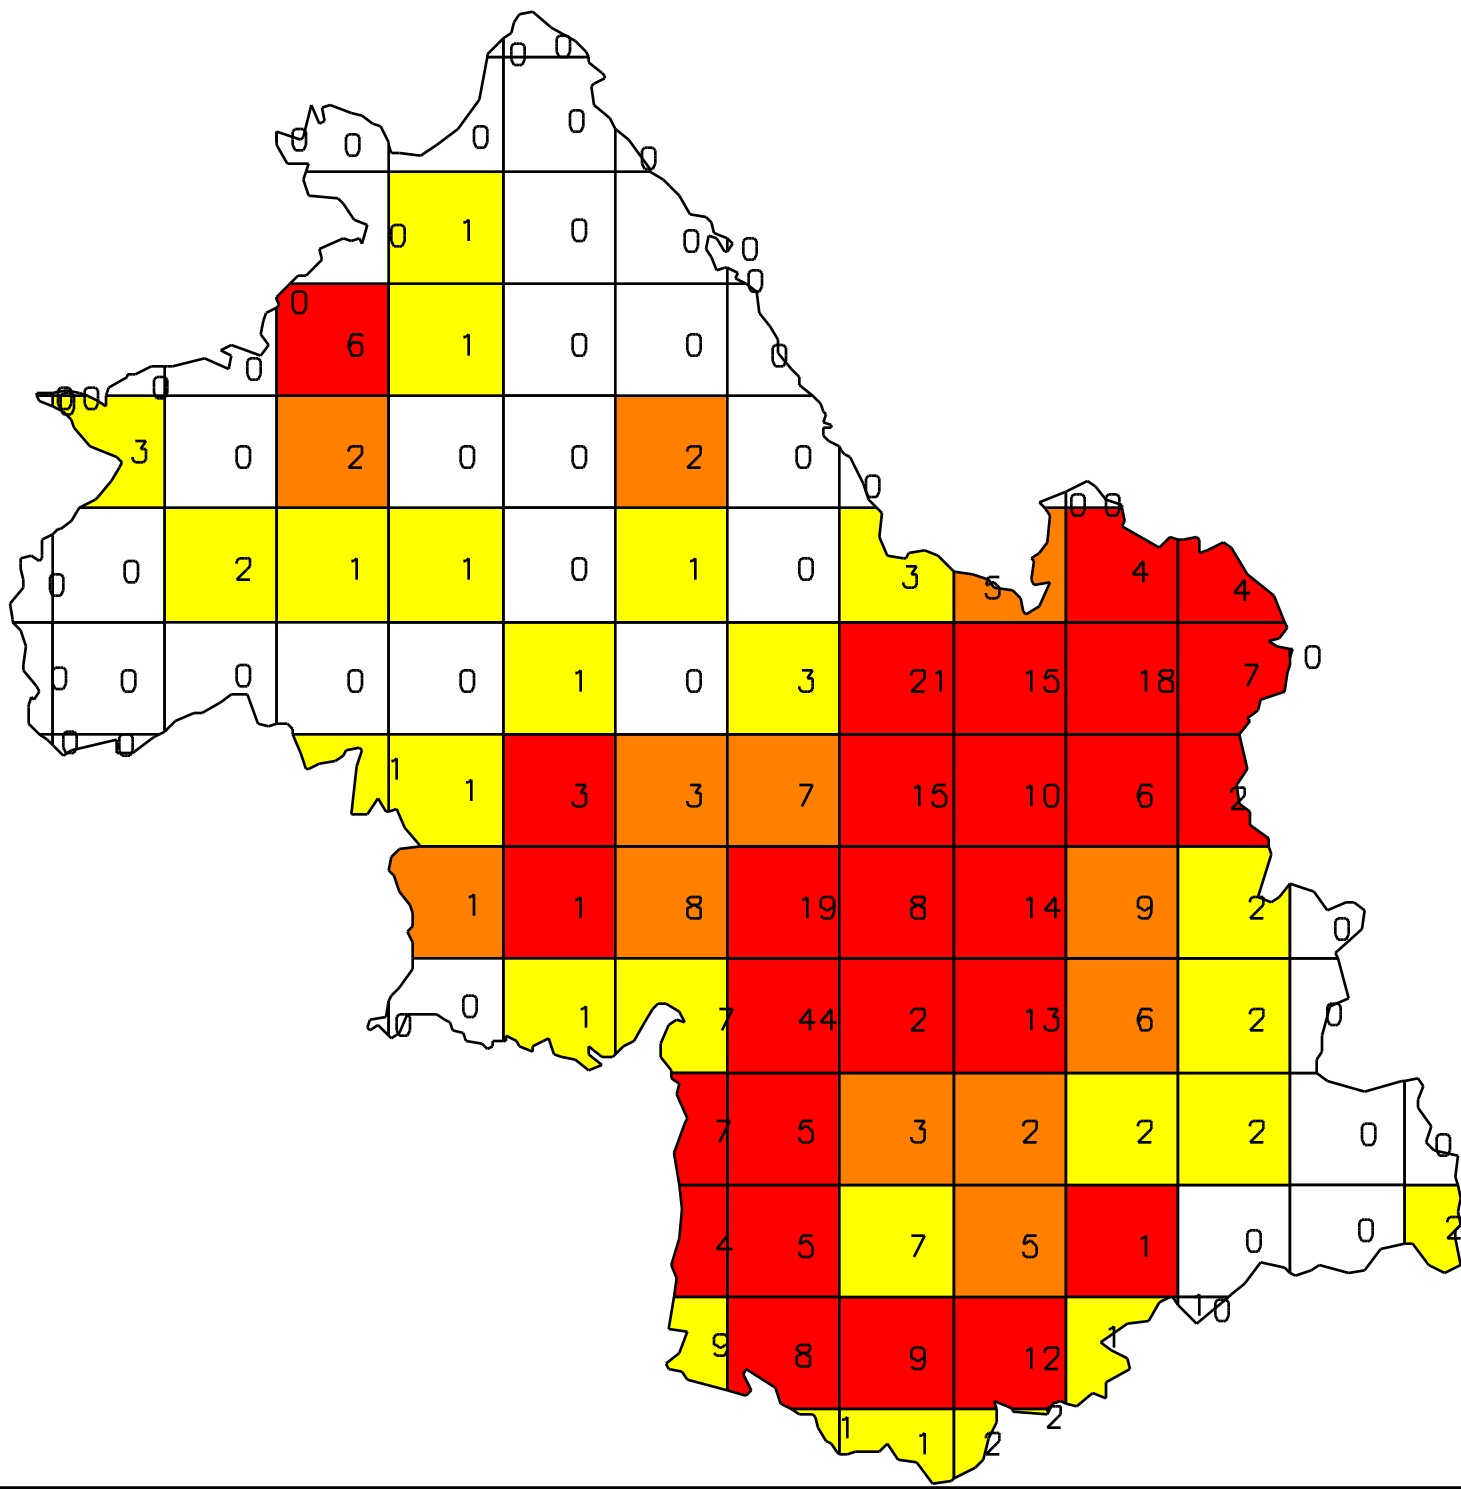 0 0
0 0 0 0 0
0 1 0 0 0
0
0 6 1 0 0 0
0
0 0 0
3 0 2 0 0 2 0 0
0 0
0 0 2 1 1 0 1 0 3 5 4 4
0 0 0 0 0 1 0 3 21 15 18 7 0
0 0 1 1 3 3 7 15 10 6 2
1 1 8 19 8 14 9 2 0
0 0 1 7 44 2 13 6 2 0
7 5 3 2 2 2 0 0
4 5 7 5 1 0 0 2
9 8 9 12 1 1 0
1 1 2 2